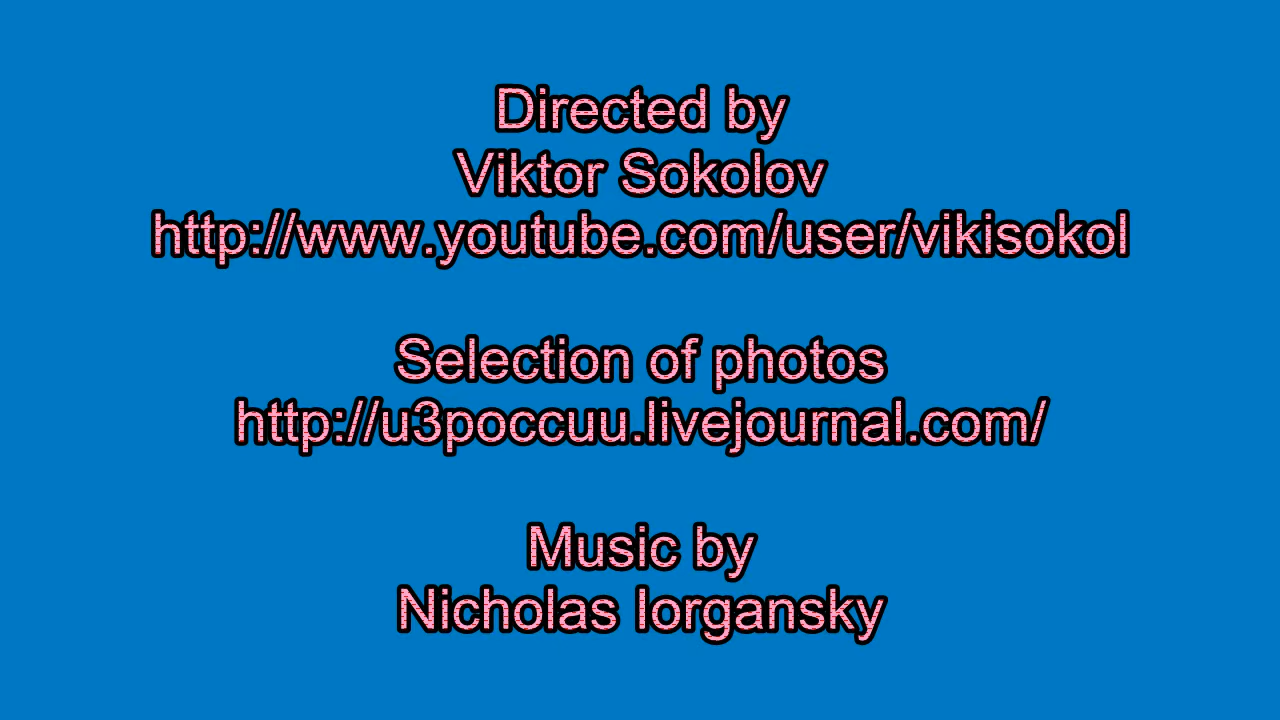 Directed by
Viktor Sokolov
http://www.youtube.com/user/vikisokol
Selection of photos
http://u3poccuu.livejournal.com/
Music by
Nicholas Iorgansky